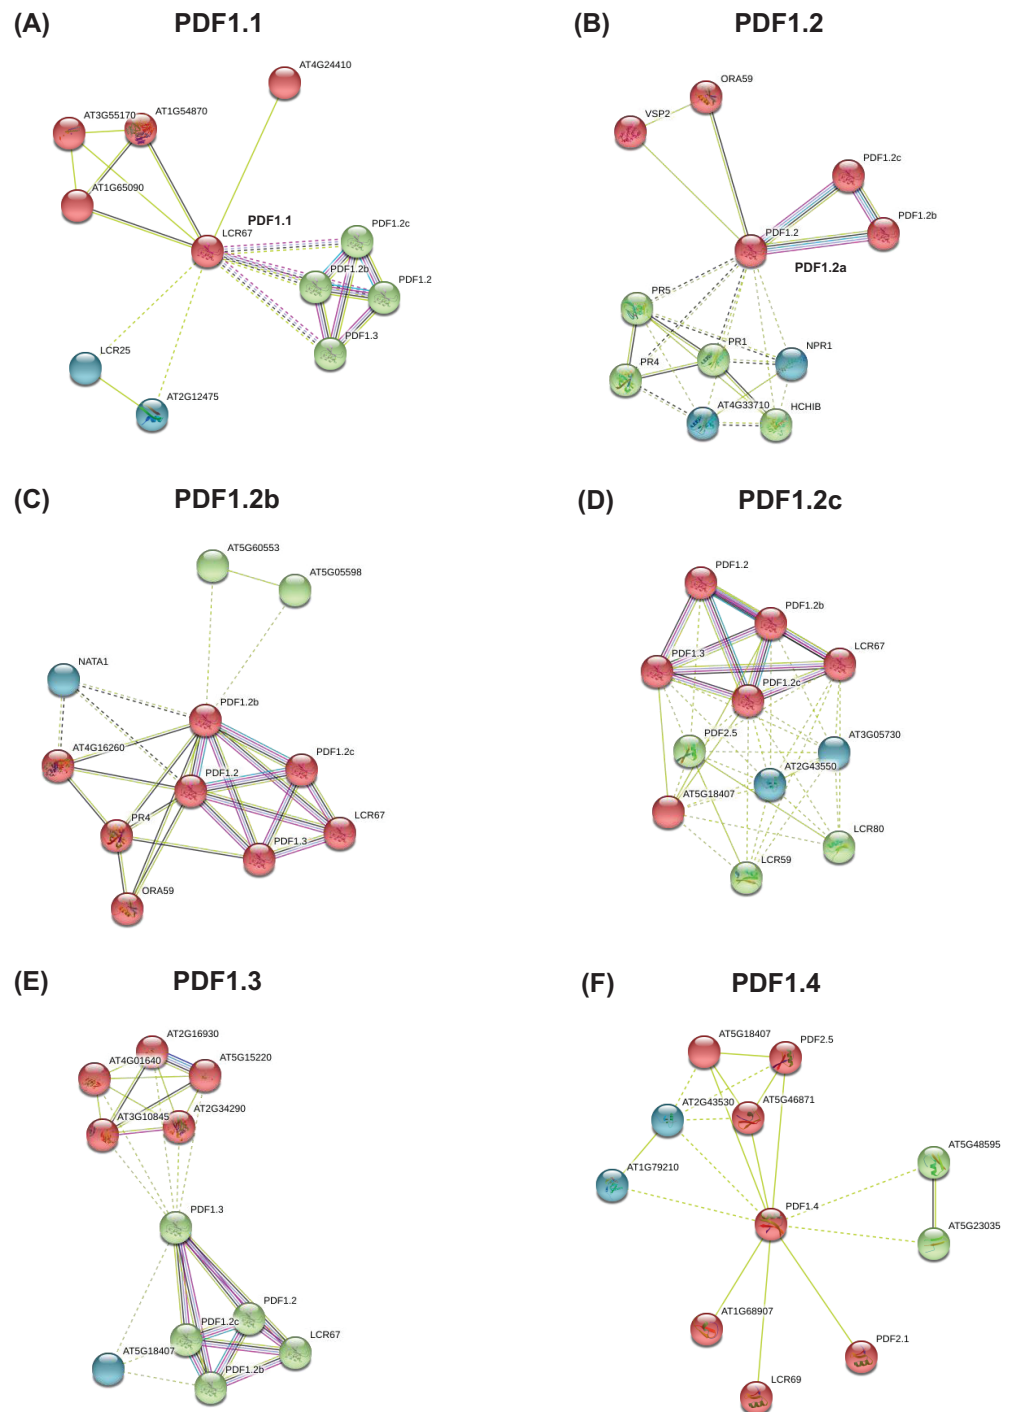 (A) PDF1.1
AT4G24410
AT3G55170
AT1G54870
AT1G65090
PDF1.1
LCR67
PDF1.2c
PDF1.2b
PDF1.2
PDF1.3
LCR25
AT2G12475
(B) PDF1.2
ORA59
VSP2
PDF1.2c
PDF1.2b
PDF1.2
PDF1.2a
PR5
PR1
NPR1
PR4
AT4G33710
HCHIB
(C) PDF1.2b
AT5G60553
AT5G05598
NATA1
PDF1.2b
AT4G16260
PDF1.2c
PDF1.2
PR4
LCR67
PDF1.3
ORA59
(D) PDF1.2c
PDF1.2
PDF1.2b
PDF1.3
LCR67
PDF1.2c
PDF2.5
AT3G05730
AT2G43550
AT5G18407
LCR80
LCR59
(E) PDF1.3
AT2G16930
AT4G01640
AT5G15220
AT3G10845
AT2G34290
PDF1.3
PDF1.2
PDF1.2c
LCR67
AT5G18407
PDF1.2b
(F) PDF1.4
AT5G18407
PDF2.5
AT2G43530
AT5G46871
AT5G48595
AT1G79210
PDF1.4
AT5G23035
AT1G68907
PDF2.1
LCR69